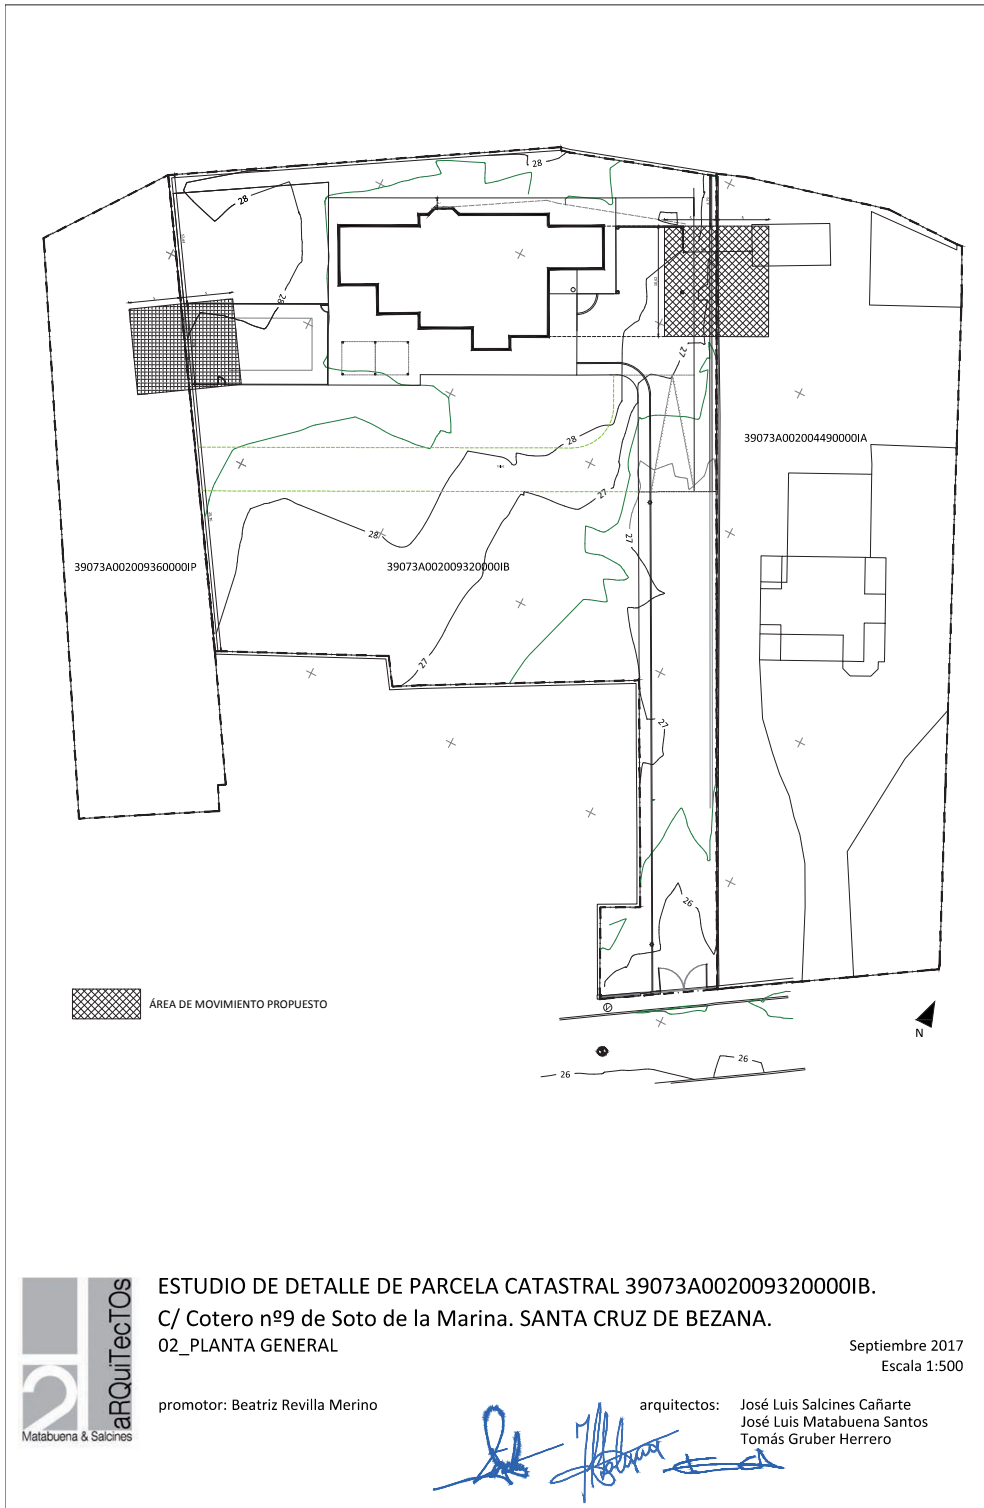 28
28
28
27
39073A002004490000IA
28
27
28
27
39073A002009360000IP
39073A002009320000IB
27
27
26
ÁREA DE MOVIMIENTO PROPUESTO
N
26
26
ESTUDIO DE DETALLE DE PARCELA CATASTRAL 39073A002009320000IB.
C/ Cotero nº9 de Soto de la Marina. SANTA CRUZ DE BEZANA.
02_PLANTA GENERAL
Septiembre 2017
Escala 1:500
aRQuiTecTOs
Matabuena & Salcines
promotor: Beatriz Revilla Merino
arquitectos:
José Luis Salcines Cañarte
José Luis Matabuena Santos
Tomás Gruber Herrero